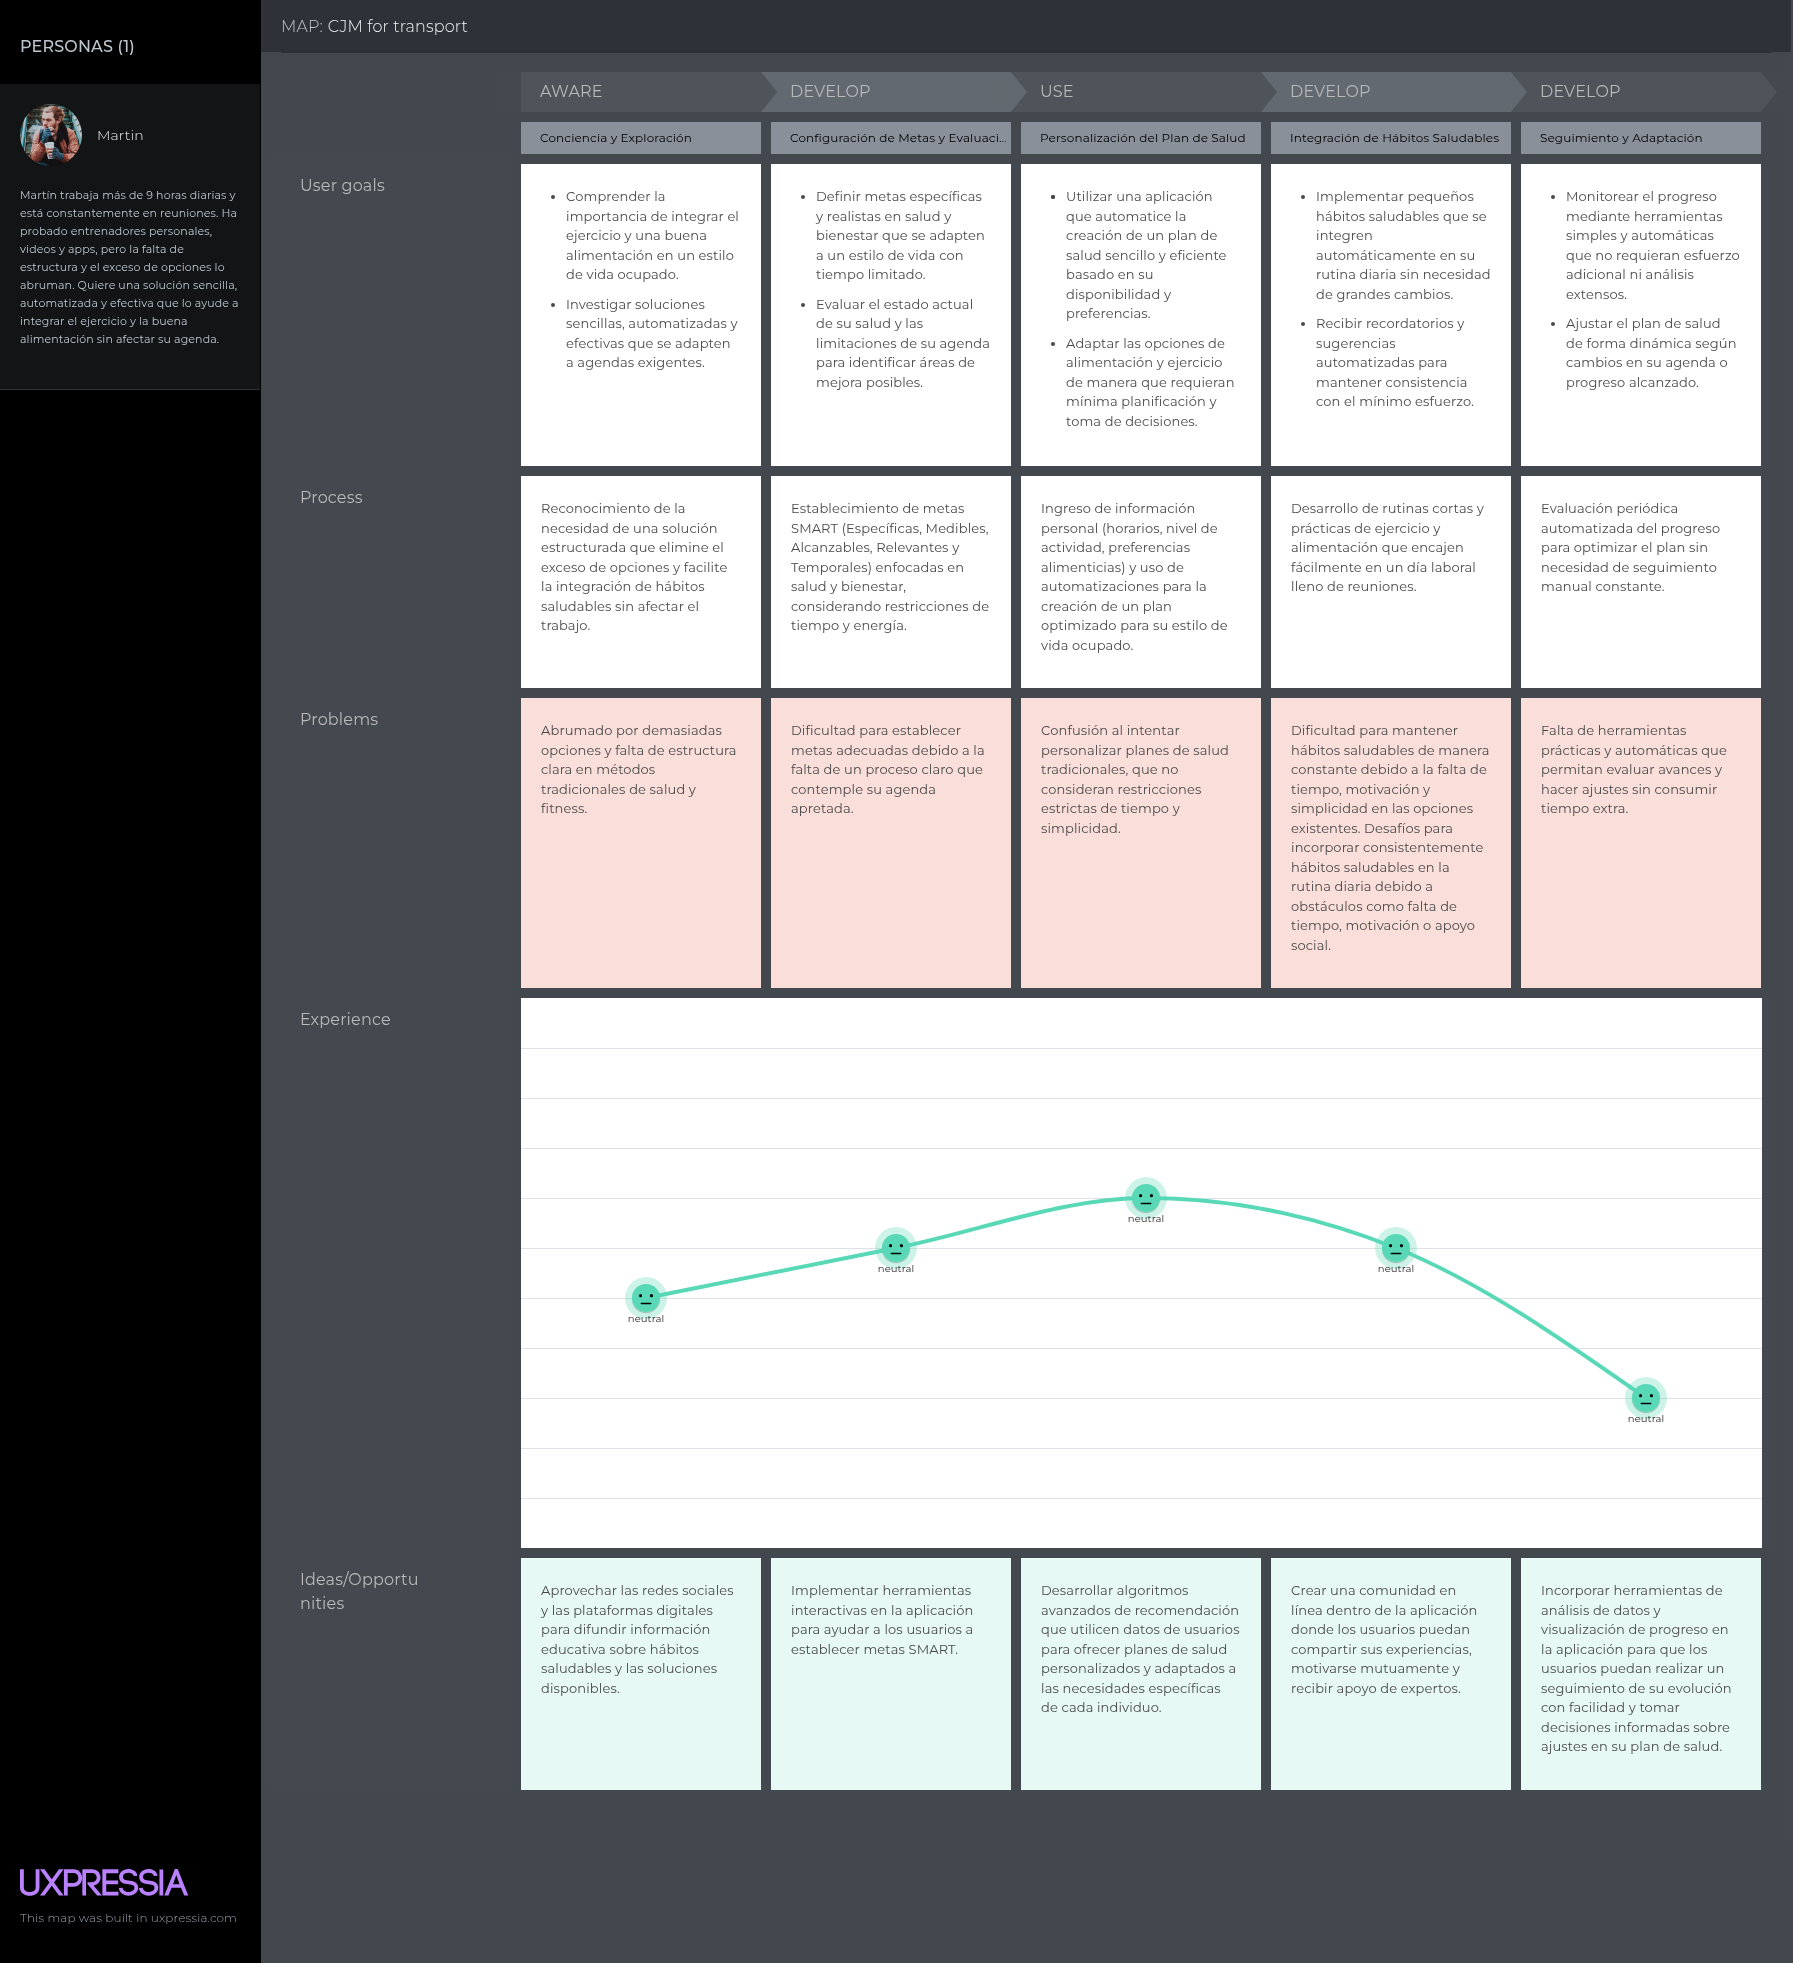 PERSONAS (1)
Martin
Martín trabaja más de 9 horas diarias y
está constantemente en reuniones. Ha
probado entrenadores personales,
videos y apps, pero la falta de
estructura y el exceso de opciones lo
abruman. Quiere una solución sencilla,
automatizada y efectiva que lo ayude a
integrar el ejercicio y la buena
alimentación sin afectar su agenda.
MAP: CJM for transport
AWARE
DEVELOP
USE
DEVELOP
DEVELOP
Conciencia y Exploración
Configuración de Metas y Evaluaci...
Personalización del Plan de Salud
Integración de Hábitos Saludables
Seguimiento y Adaptación
User goals
• Comprender la
importancia de integrar el
ejercicio y una buena
alimentación en un estilo
de vida ocupado.
• Investigar soluciones
sencillas, automatizadas y
efectivas que se adapten
a agendas exigentes.
• Definir metas específicas
y realistas en salud y
bienestar que se adapten
a un estilo de vida con
tiempo limitado.
• Evaluar el estado actual
de su salud y las
limitaciones de su agenda
para identificar áreas de
mejora posibles.
• Utilizar una aplicación
que automatice la
creación de un plan de
salud sencillo y eficiente
basado en su
disponibilidad y
preferencias.
• Adaptar las opciones de
alimentación y ejercicio
de manera que requieran
mínima planificación y
toma de decisiones.
• Implementar pequeños
hábitos saludables que se
integren
automáticamente en su
rutina diaria sin necesidad
de grandes cambios.
• Recibir recordatorios y
sugerencias
automatizadas para
mantener consistencia
con el mínimo esfuerzo.
• Monitorear el progreso
mediante herramientas
simples y automáticas
que no requieran esfuerzo
adicional ni análisis
extensos.
• Ajustar el plan de salud
de forma dinámica según
cambios en su agenda o
progreso alcanzado.
Process
Reconocimiento de la
necesidad de una solución
estructurada que elimine el
exceso de opciones y facilite
la integración de hábitos
saludables sin afectar el
trabajo.
Establecimiento de metas
SMART (Específicas, Medibles,
Alcanzables, Relevantes y
Temporales) enfocadas en
salud y bienestar,
considerando restricciones de
tiempo y energía.
Ingreso de información
personal (horarios, nivel de
actividad, preferencias
alimenticias) y uso de
automatizaciones para la
creación de un plan
optimizado para su estilo de
vida ocupado.
Desarrollo de rutinas cortas y
prácticas de ejercicio y
alimentación que encajen
fácilmente en un día laboral
lleno de reuniones.
Evaluación periódica
automatizada del progreso
para optimizar el plan sin
necesidad de seguimiento
manual constante.
Problems
Abrumado por demasiadas
opciones y falta de estructura
clara en métodos
tradicionales de salud y
fitness.
Dificultad para establecer
metas adecuadas debido a la
falta de un proceso claro que
contemple su agenda
apretada.
Confusión al intentar
personalizar planes de salud
tradicionales, que no
consideran restricciones
estrictas de tiempo y
simplicidad.
Dificultad para mantener
hábitos saludables de manera
constante debido a la falta de
tiempo, motivación y
simplicidad en las opciones
existentes. Desafíos para
incorporar consistentemente
hábitos saludables en la
rutina diaria debido a
obstáculos como falta de
tiempo, motivación o apoyo
social.
Falta de herramientas
prácticas y automáticas que
permitan evaluar avances y
hacer ajustes sin consumir
tiempo extra.
Experience
neutral
neutral
neutral
neutral
neutral
Ideas/Opportu
nities
Aprovechar las redes sociales
y las plataformas digitales
para difundir información
educativa sobre hábitos
saludables y las soluciones
disponibles.
Implementar herramientas
interactivas en la aplicación
para ayudar a los usuarios a
establecer metas SMART.
Desarrollar algoritmos
avanzados de recomendación
que utilicen datos de usuarios
para ofrecer planes de salud
personalizados y adaptados a
las necesidades específicas
de cada individuo.
Crear una comunidad en
línea dentro de la aplicación
donde los usuarios puedan
compartir sus experiencias,
motivarse mutuamente y
recibir apoyo de expertos.
Incorporar herramientas de
análisis de datos y
visualización de progreso en
la aplicación para que los
usuarios puedan realizar un
seguimiento de su evolución
con facilidad y tomar
decisiones informadas sobre
ajustes en su plan de salud.
UXPRESSIA
This map was built in uxpressia.com